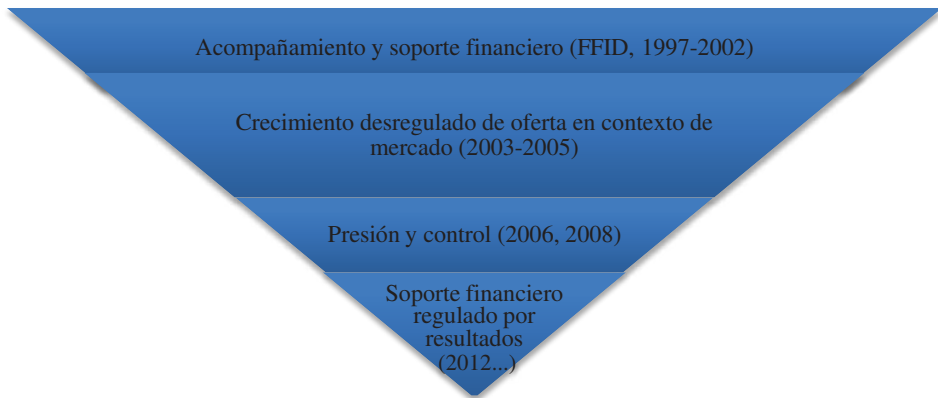 Acompañamiento y soporte financiero (FFID, 1997-2002)
Crecimiento desregulado de oferta en contexto de
mercado (2003-2005)
Presión y control (2006, 2008)
Soporte financiero
regulado por
resultados
(2012...)